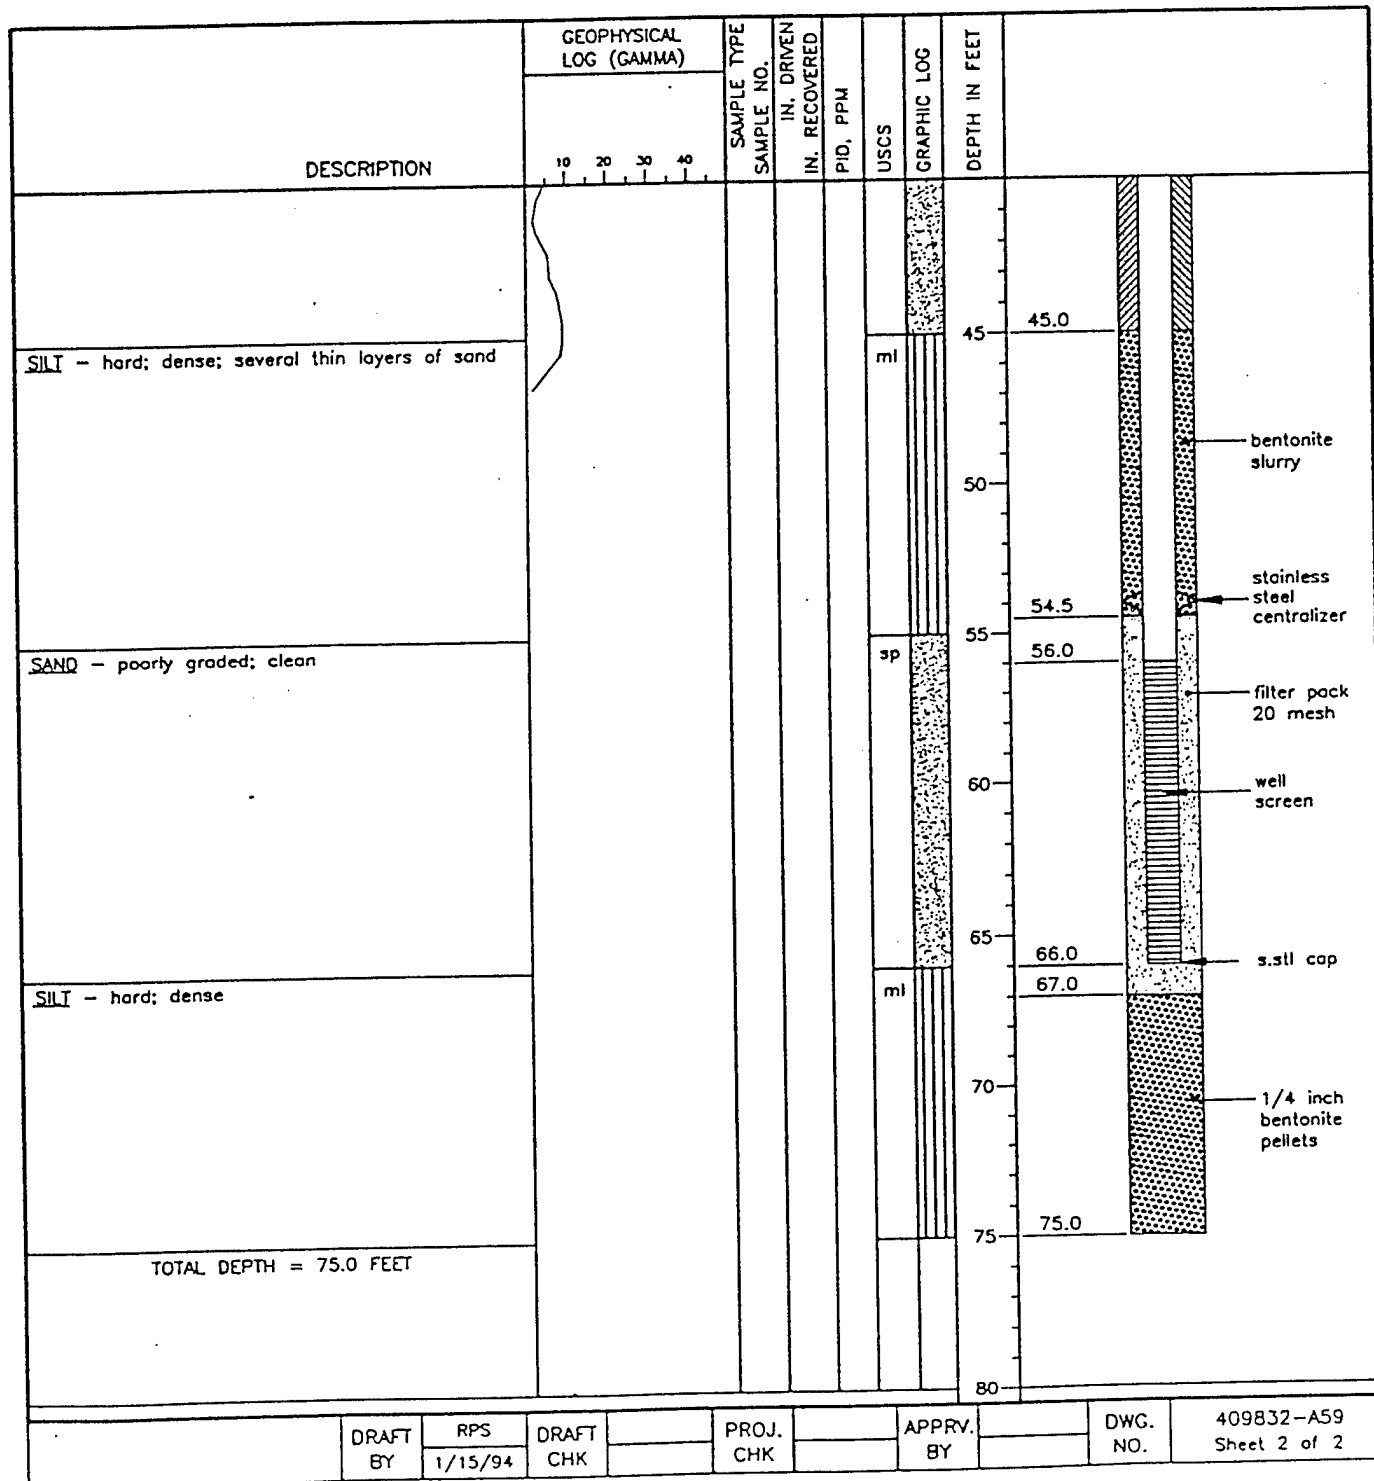 GEOPHYSICAL
LOG (GAMMA)
DESCRIPTION
10 20 30 40
SAMPLE TYPE
SAMPLE NO.
IN. DRIVEN
IN. RECOVERED
PID, PPM
USCS
GRAPHIC LOG
DEPTH IN FEET
45
45.0
SILT – hard; dense; several thin layers of sand
ml
bentonite
slurry
50
stainless
steel
centralizer
54.5
55
SAND – poorly graded; clean
sp
56.0
filter pack
20 mesh
60
well
screen
65
66.0
s.stl cap
SILT – hard; dense
ml
67.0
70
1/4 inch
bentonite
pellets
75
75.0
TOTAL DEPTH = 75.0 FEET
80
DRAFT
BY
RPS
1/15/94
DRAFT
CHK
PROJ.
CHK
APPRV.
BY
DWG.
NO.
409832-A59
Sheet 2 of 2